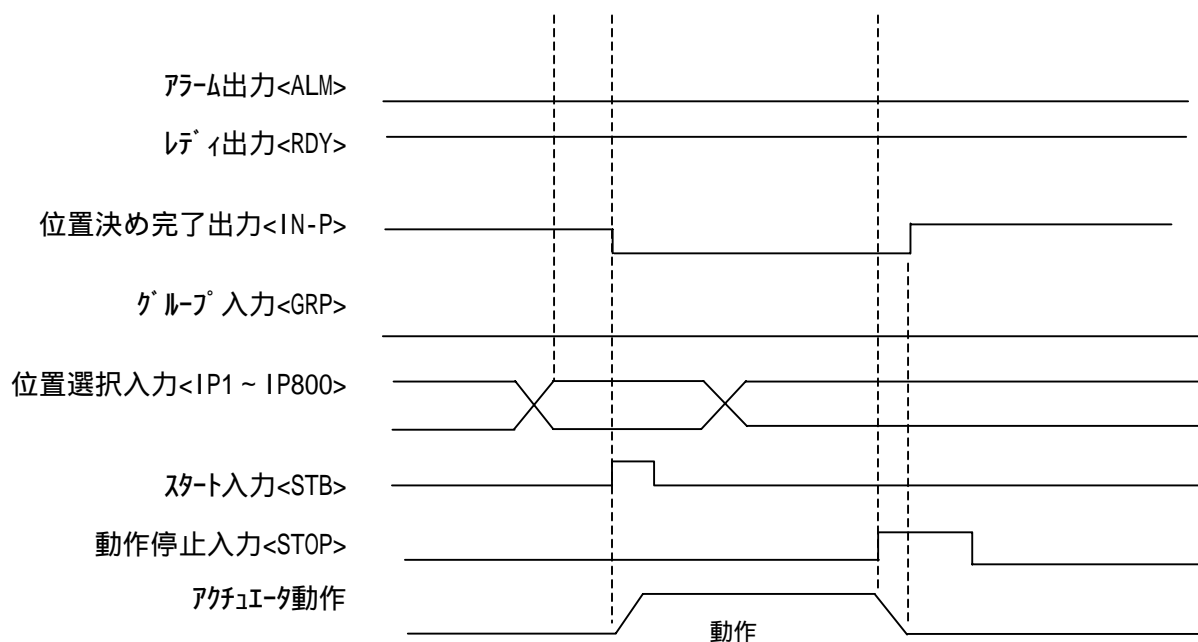 アラーム出力<ALM>
レディ出力<RDY>
位置決め完了出力<IN-P>
グループ入力<GRP>
位置選択入力<IP1~IP800>
スタート入力<STB>
動作停止入力<STOP>
アクチュエータ動作
動作